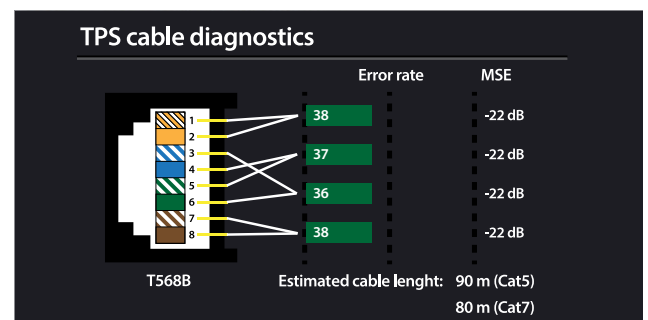 TPS cable diagnostics
Error rate MSE
1 38 -22 dB
2
3 37 -22 dB
4
5 36 -22 dB
6
7 38 -22 dB
8
T568B Estimated cable lenght: 90 m (Cat5)
80 m (Cat7)